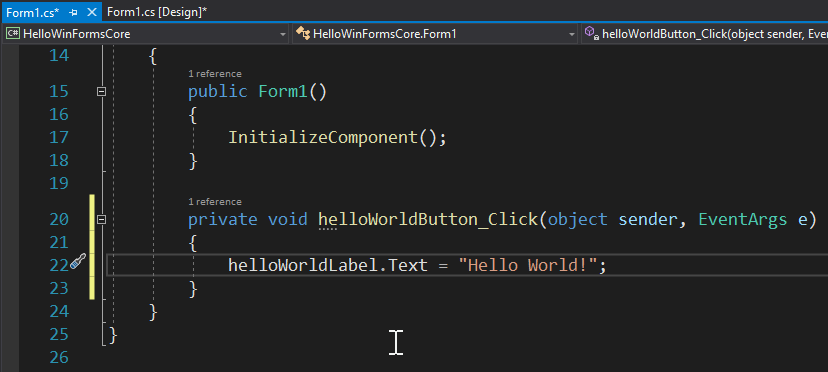 Form1.cs* Form1.cs [Design]*
C# HelloWinFormsCore HelloWinFormsCore.Form1 helloWorldButton_Click(object sender, Even
14 {
1 reference
15 public Form1()
16 {
17 InitializeComponent();
18 }
19
1 reference
20 private void helloWorldButton_Click(object sender, EventArgs e)
21 {
22 helloWorldLabel.Text = "Hello World!";
23 }
24 }
25 }
26